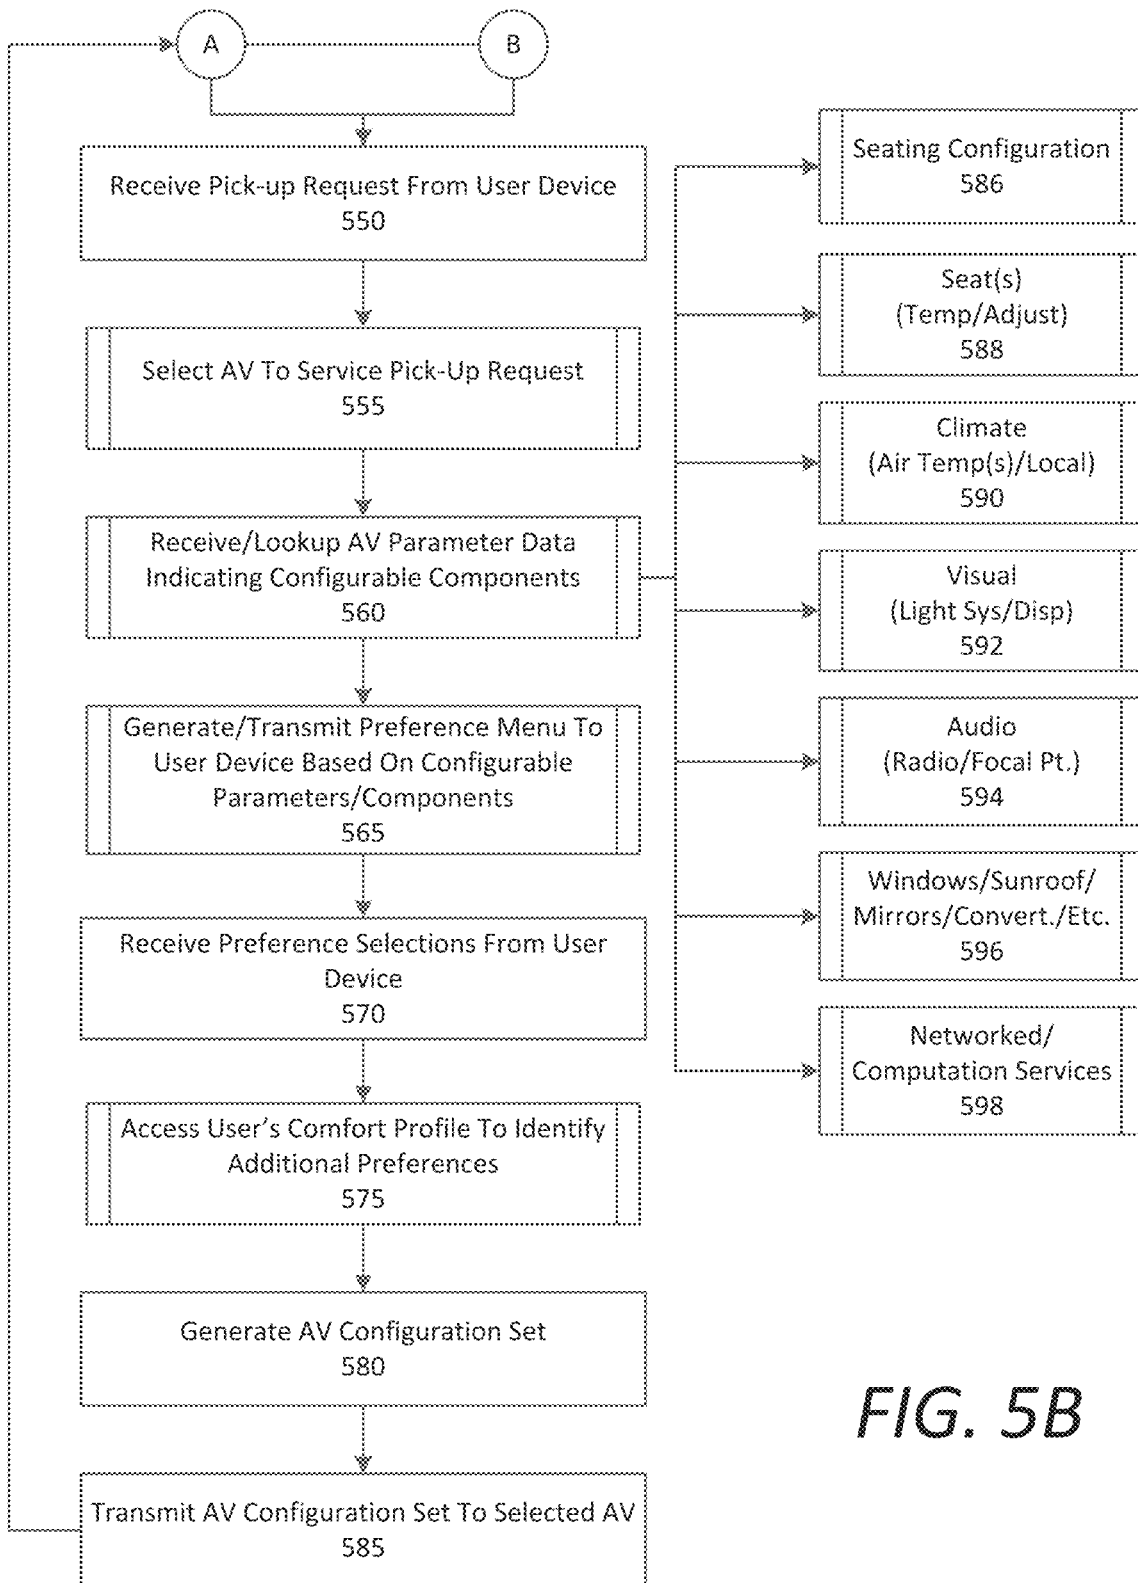 A
B
Receive Pick-up Request From User Device
550
Select AV To Service Pick-Up Request
555
Receive/Lookup AV Parameter Data
Indicating Configurable Components
560
Generate/Transmit Preference Menu To
User Device Based On Configurable
Parameters/Components
565
Receive Preference Selections From User
Device
570
Access User's Comfort Profile To Identify
Additional Preferences
575
Generate AV Configuration Set
580
Transmit AV Configuration Set To Selected AV
585
Seating Configuration
586
Seat(s)
(Temp/Adjust)
588
Climate
(Air Temp(s)/Local)
590
Visual
(Light Sys/Disp)
592
Audio
(Radio/Focal Pt.)
594
Windows/Sunroof/
Mirrors/Convert./Etc.
596
Networked/
Computation Services
598
FIG. 5B